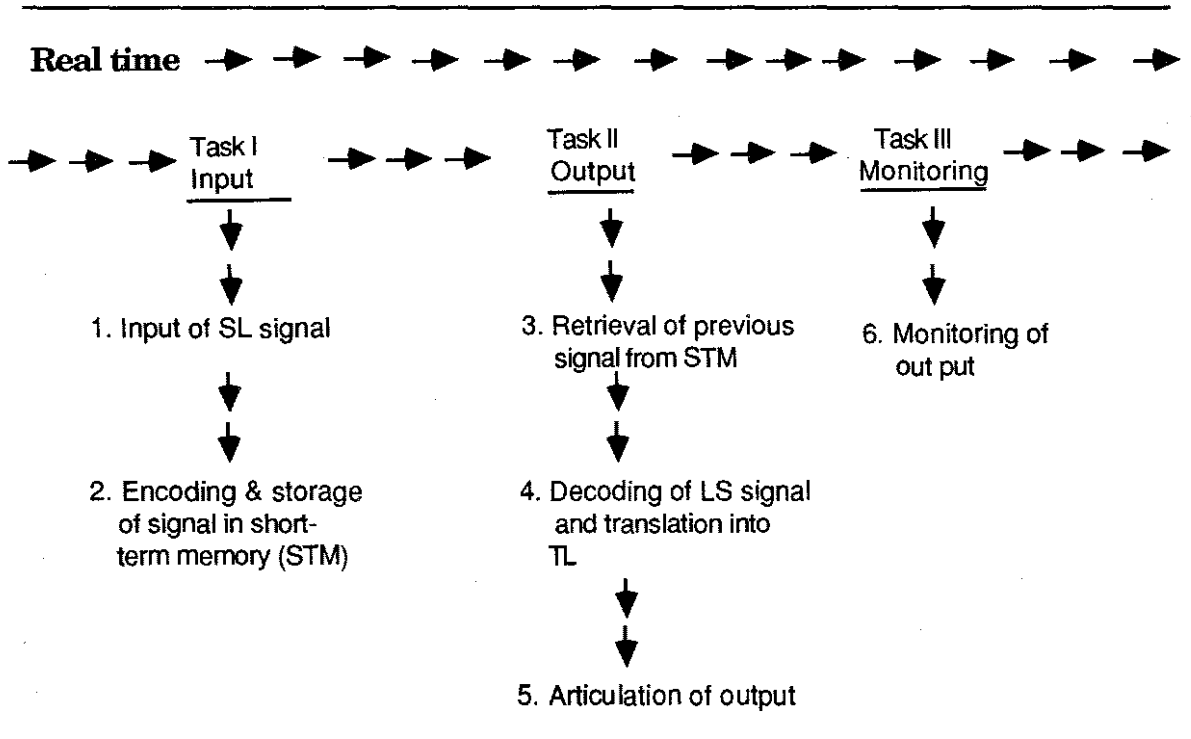 Real time
Task I
Input
Task II
Output
Task III
Monitoring
1. Input of SL signal
2. Encoding & storage
of signal in short-
term memory (STM)
3. Retrieval of previous
signal from STM
4. Decoding of LS signal
and translation into
TL
5. Articulation of output
6. Monitoring of
out put